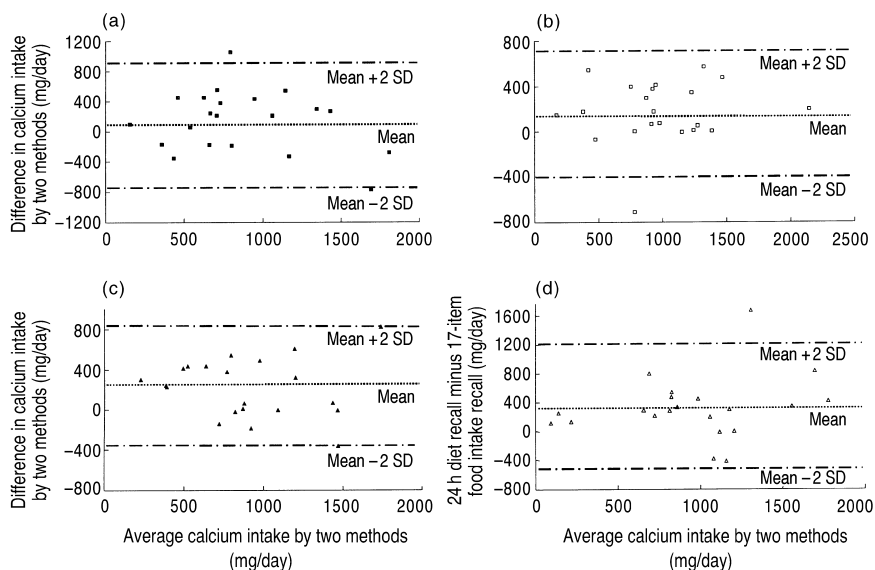 (a)
Difference in calcium intake
by two methods (mg/day)
1200
800
400
0
−400
−800
−1200
Mean + 2 SD
Mean
Mean − 2 SD
0
500
1000
1500
2000
(b)
800
400
0
−400
−800
Mean + 2 SD
Mean
Mean − 2 SD
0
500
1000
1500
2000
2500
(c)
Difference in calcium intake
by two methods (mg/day)
800
400
0
−400
−800
Mean + 2 SD
Mean
Mean − 2 SD
0
500
1000
1500
2000
Average calcium intake by two methods
(mg/day)
(d)
24 h diet recall minus 17-item
food intake recall (mg/day)
1600
1200
800
400
0
−400
−800
Mean + 2 SD
Mean
Mean − 2 SD
0
500
1000
1500
2000
Average calcium intake by two methods
(mg/day)